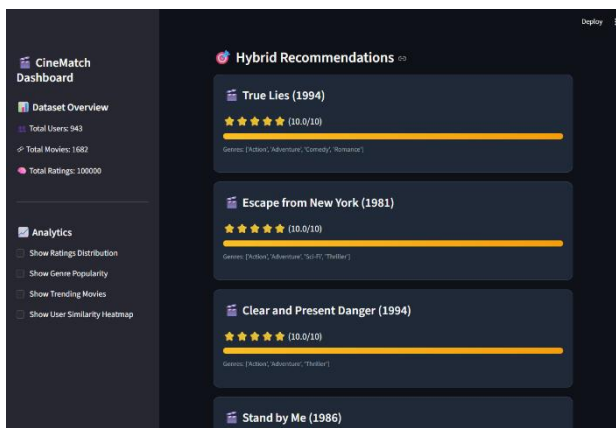 Deploy
CineMatch
Dashboard
Dataset Overview
Total Users: 943
Total Movies: 1682
Total Ratings: 100000
Analytics
Show Ratings Distribution
Show Genre Popularity
Show Trending Movies
Show User Similarity Heatmap
Hybrid Recommendations
True Lies (1994)
(10.0/10)
Genres: ['Action', 'Adventure', 'Comedy', 'Romance']
Escape from New York (1981)
(10.0/10)
Genres: ['Action', 'Adventure', 'Sci-Fi', 'Thriller']
Clear and Present Danger (1994)
(10.0/10)
Genres: ['Action', 'Adventure', 'Thriller']
Stand by Me (1986)